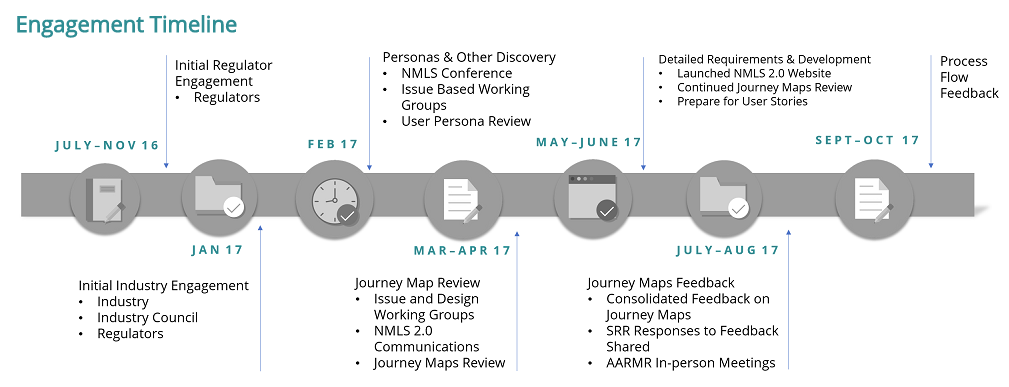 Engagement Timeline
Initial Regulator
Engagement
• Regulators
Personas & Other Discovery
• NMLS Conference
• Issue Based Working
Groups
• User Persona Review
Detailed Requirements & Development
• Launched NMLS 2.0 Website
• Continued Journey Maps Review
• Prepare for User Stories
Process
Flow
Feedback
JULY–NOV 16
FEB 17
MAY–JUNE 17
SEPT–OCT 17
JAN 17
MAR–APR 17
JULY–AUG 17
Initial Industry Engagement
• Industry
• Industry Council
• Regulators
Journey Map Review
• Issue and Design
Working Groups
• NMLS 2.0
Communications
• Journey Maps Review
Journey Maps Feedback
• Consolidated Feedback on
Journey Maps
• SRR Responses to Feedback
Shared
• AARMR In-person Meetings